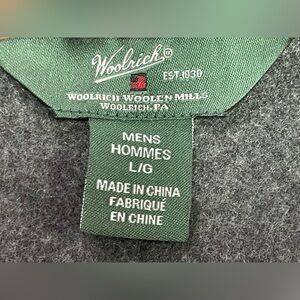 Woolrich®
EST.1830
WOOLRICH WOOLEN MILLS
WOOLRICH, PA
MENS
HOMMES
L/G
MADE IN CHINA
FABRIQUÉ
EN CHINE